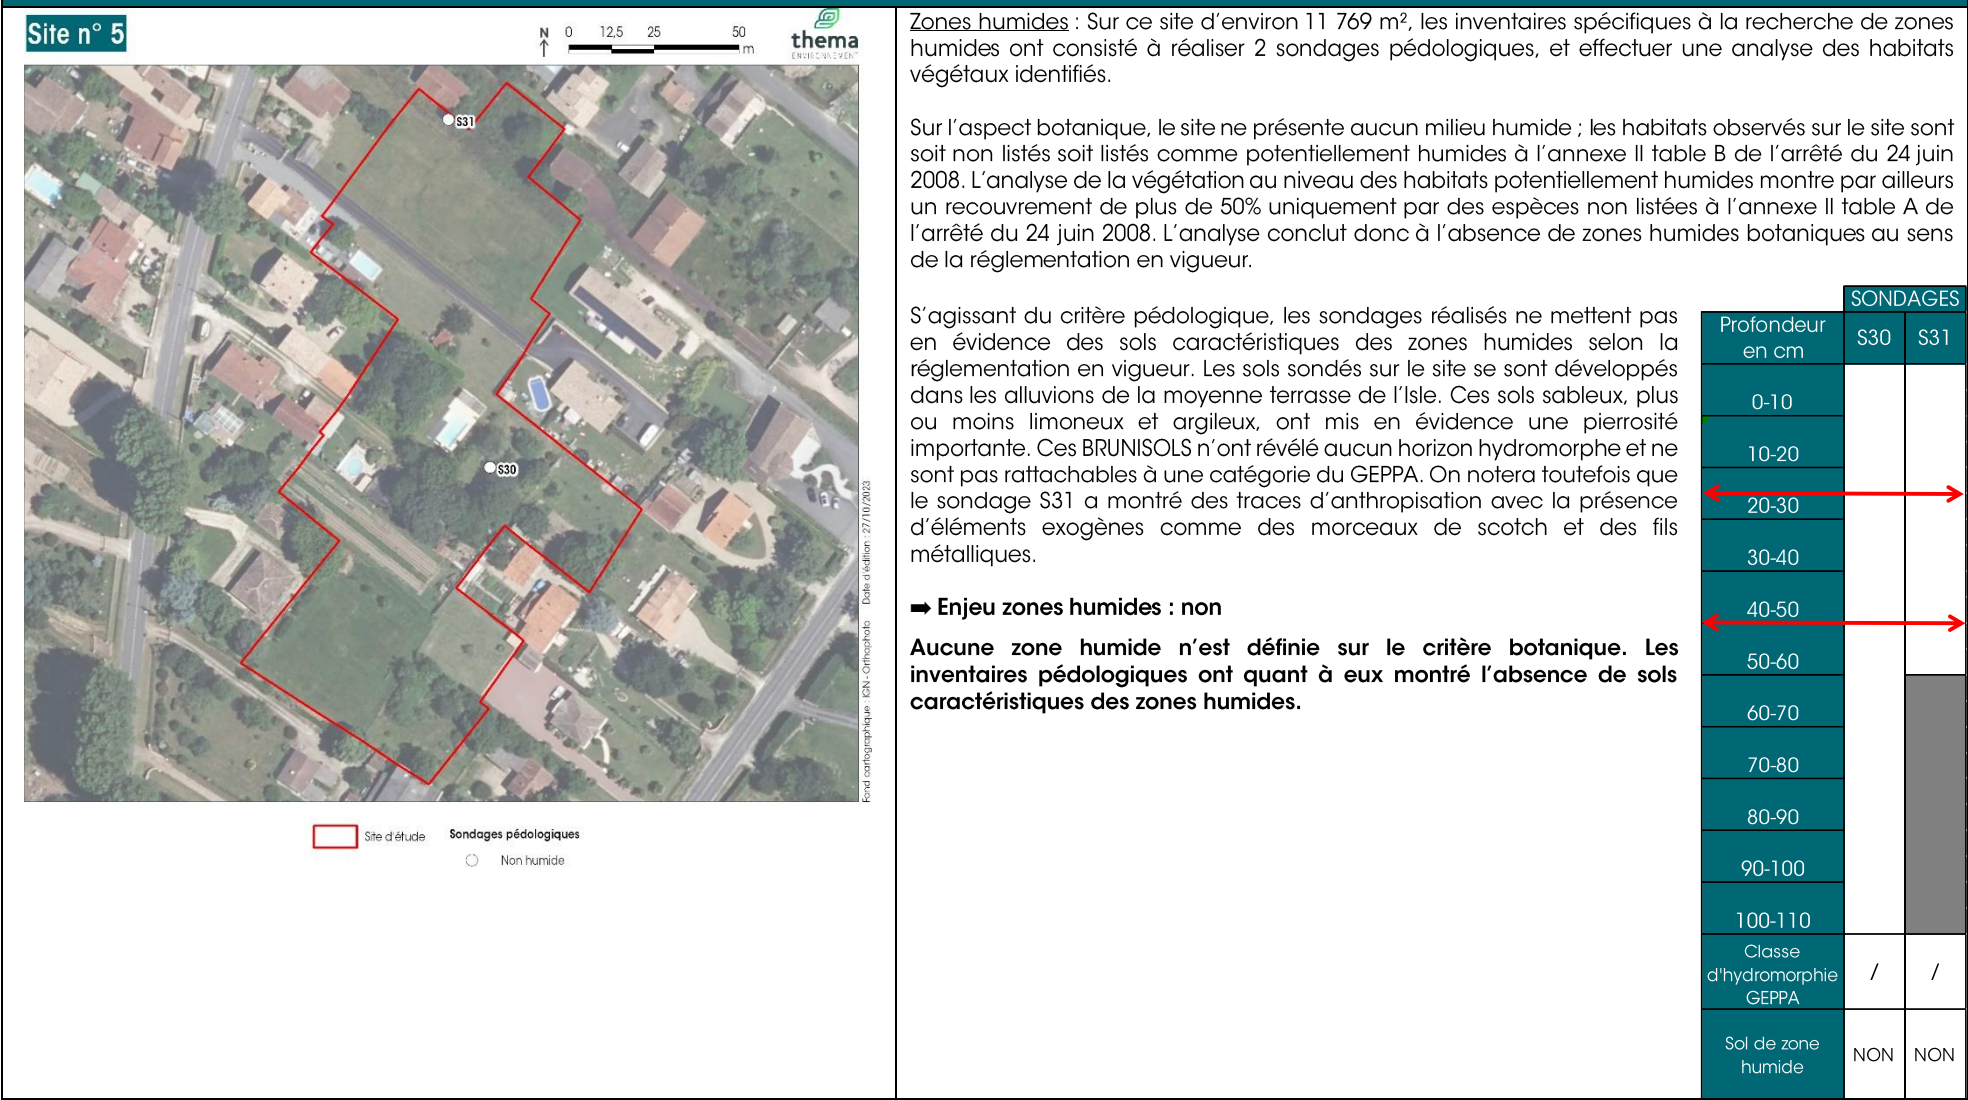 Site n° 5
N
0 12,5 25 50
m
thema
ENVIRONNEMENT
S31
S30
Fond cartographique : IGN - Orthophoto Date d'édition : 27/10/2023
Site d'étude
Sondages pédologiques
Non humide
Zones humides : Sur ce site d'environ 11 769 m², les inventaires spécifiques à la recherche de zones
humides ont consisté à réaliser 2 sondages pédologiques, et effectuer une analyse des habitats
végétaux identifiés.
Sur l'aspect botanique, le site ne présente aucun milieu humide ; les habitats observés sur le site sont
soit non listés soit listés comme potentiellement humides à l'annexe II table B de l'arrêté du 24 juin
2008. L'analyse de la végétation au niveau des habitats potentiellement humides montre par ailleurs
un recouvrement de plus de 50% uniquement par des espèces non listées à l'annexe II table A de
l'arrêté du 24 juin 2008. L'analyse conclut donc à l'absence de zones humides botaniques au sens
de la réglementation en vigueur.
S'agissant du critère pédologique, les sondages réalisés ne mettent pas
en évidence des sols caractéristiques des zones humides selon la
réglementation en vigueur. Les sols sondés sur le site se sont développés
dans les alluvions de la moyenne terrasse de l'Isle. Ces sols sableux, plus
ou moins limoneux et argileux, ont mis en évidence une pierrosité
importante. Ces BRUNISOLS n'ont révélé aucun horizon hydromorphe et ne
sont pas rattachables à une catégorie du GEPPA. On notera toutefois que
le sondage S31 a montré des traces d'anthropisation avec la présence
d'éléments exogènes comme des morceaux de scotch et des fils
métalliques.
➡ Enjeu zones humides : non
Aucune zone humide n'est définie sur le critère botanique. Les
inventaires pédologiques ont quant à eux montré l'absence de sols
caractéristiques des zones humides.
SONDAGES
Profondeur
en cm
S30 S31
0-10
10-20
20-30
30-40
40-50
50-60
60-70
70-80
80-90
90-100
100-110
Classe
d'hydromorphie
GEPPA
/ /
Sol de zone
humide
NON NON